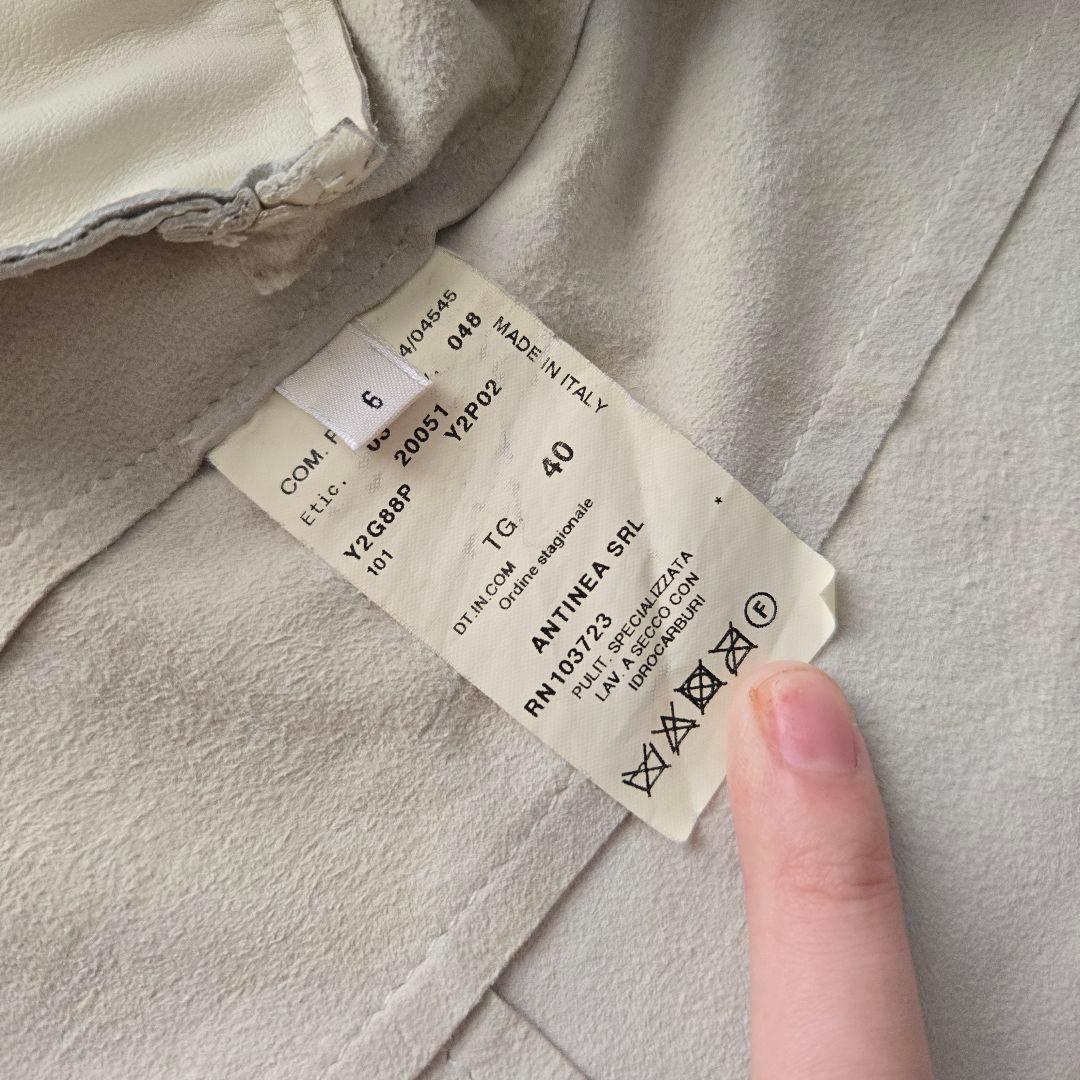 6
4/04545
COM.
048
Etic. 03
20051
Y2G88P Y2P02
101
MADE IN ITALY
TG. 40
DT.IN.COM
Ordine stagionale
ANTINEA SRL
RN103723
PULIT. SPECIALIZZATA
LAV. A SECCO CON
IDROCARBURI
F
*